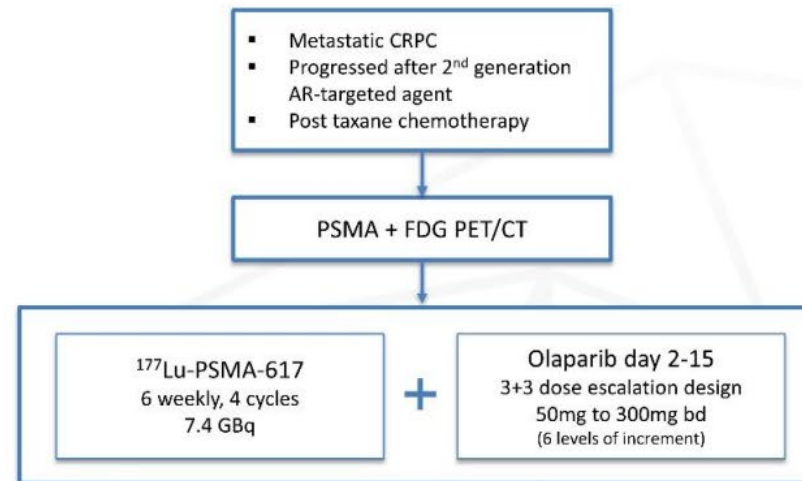 ▪ Metastatic CRPC
▪ Progressed after 2nd generation
AR-targeted agent
▪ Post taxane chemotherapy
PSMA + FDG PET/CT
¹⁷⁷Lu-PSMA-617
6 weekly, 4 cycles
7.4 GBq
+
Olaparib day 2-15
3+3 dose escalation design
50mg to 300mg bd
(6 levels of increment)